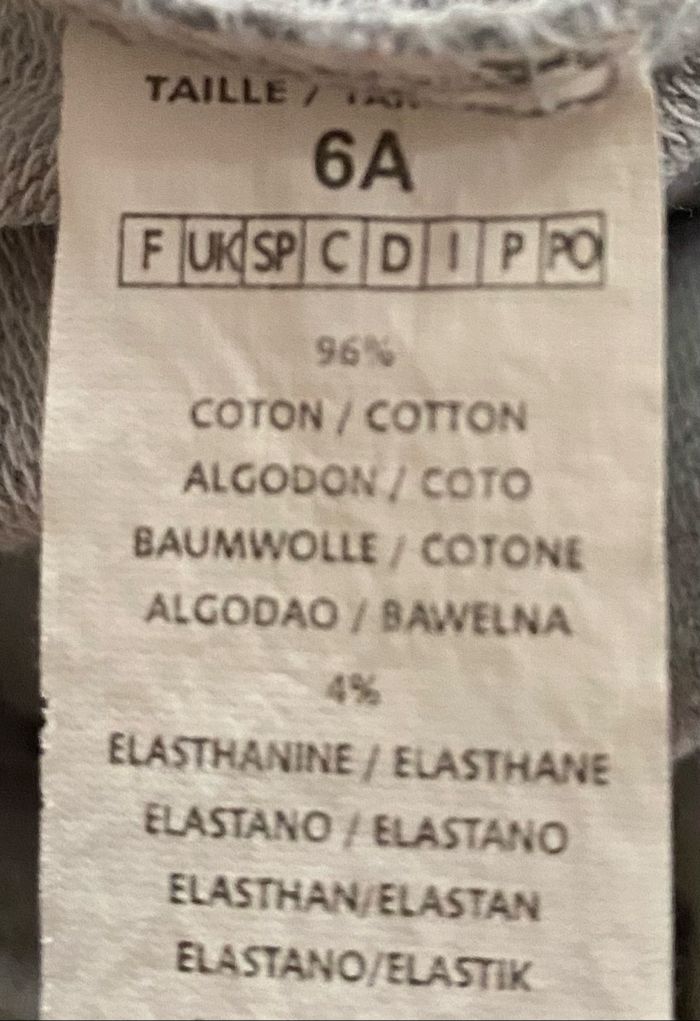 TAILLE /
6A
F UK SP C D I P PO
96%
COTON / COTTON
ALGODON / COTO
BAUMWOLLE / COTONE
ALGODAO / BAWELNA
4%
ELASTHANINE / ELASTHANE
ELASTANO / ELASTANO
ELASTHAN/ELASTAN
ELASTANO/ELASTIK